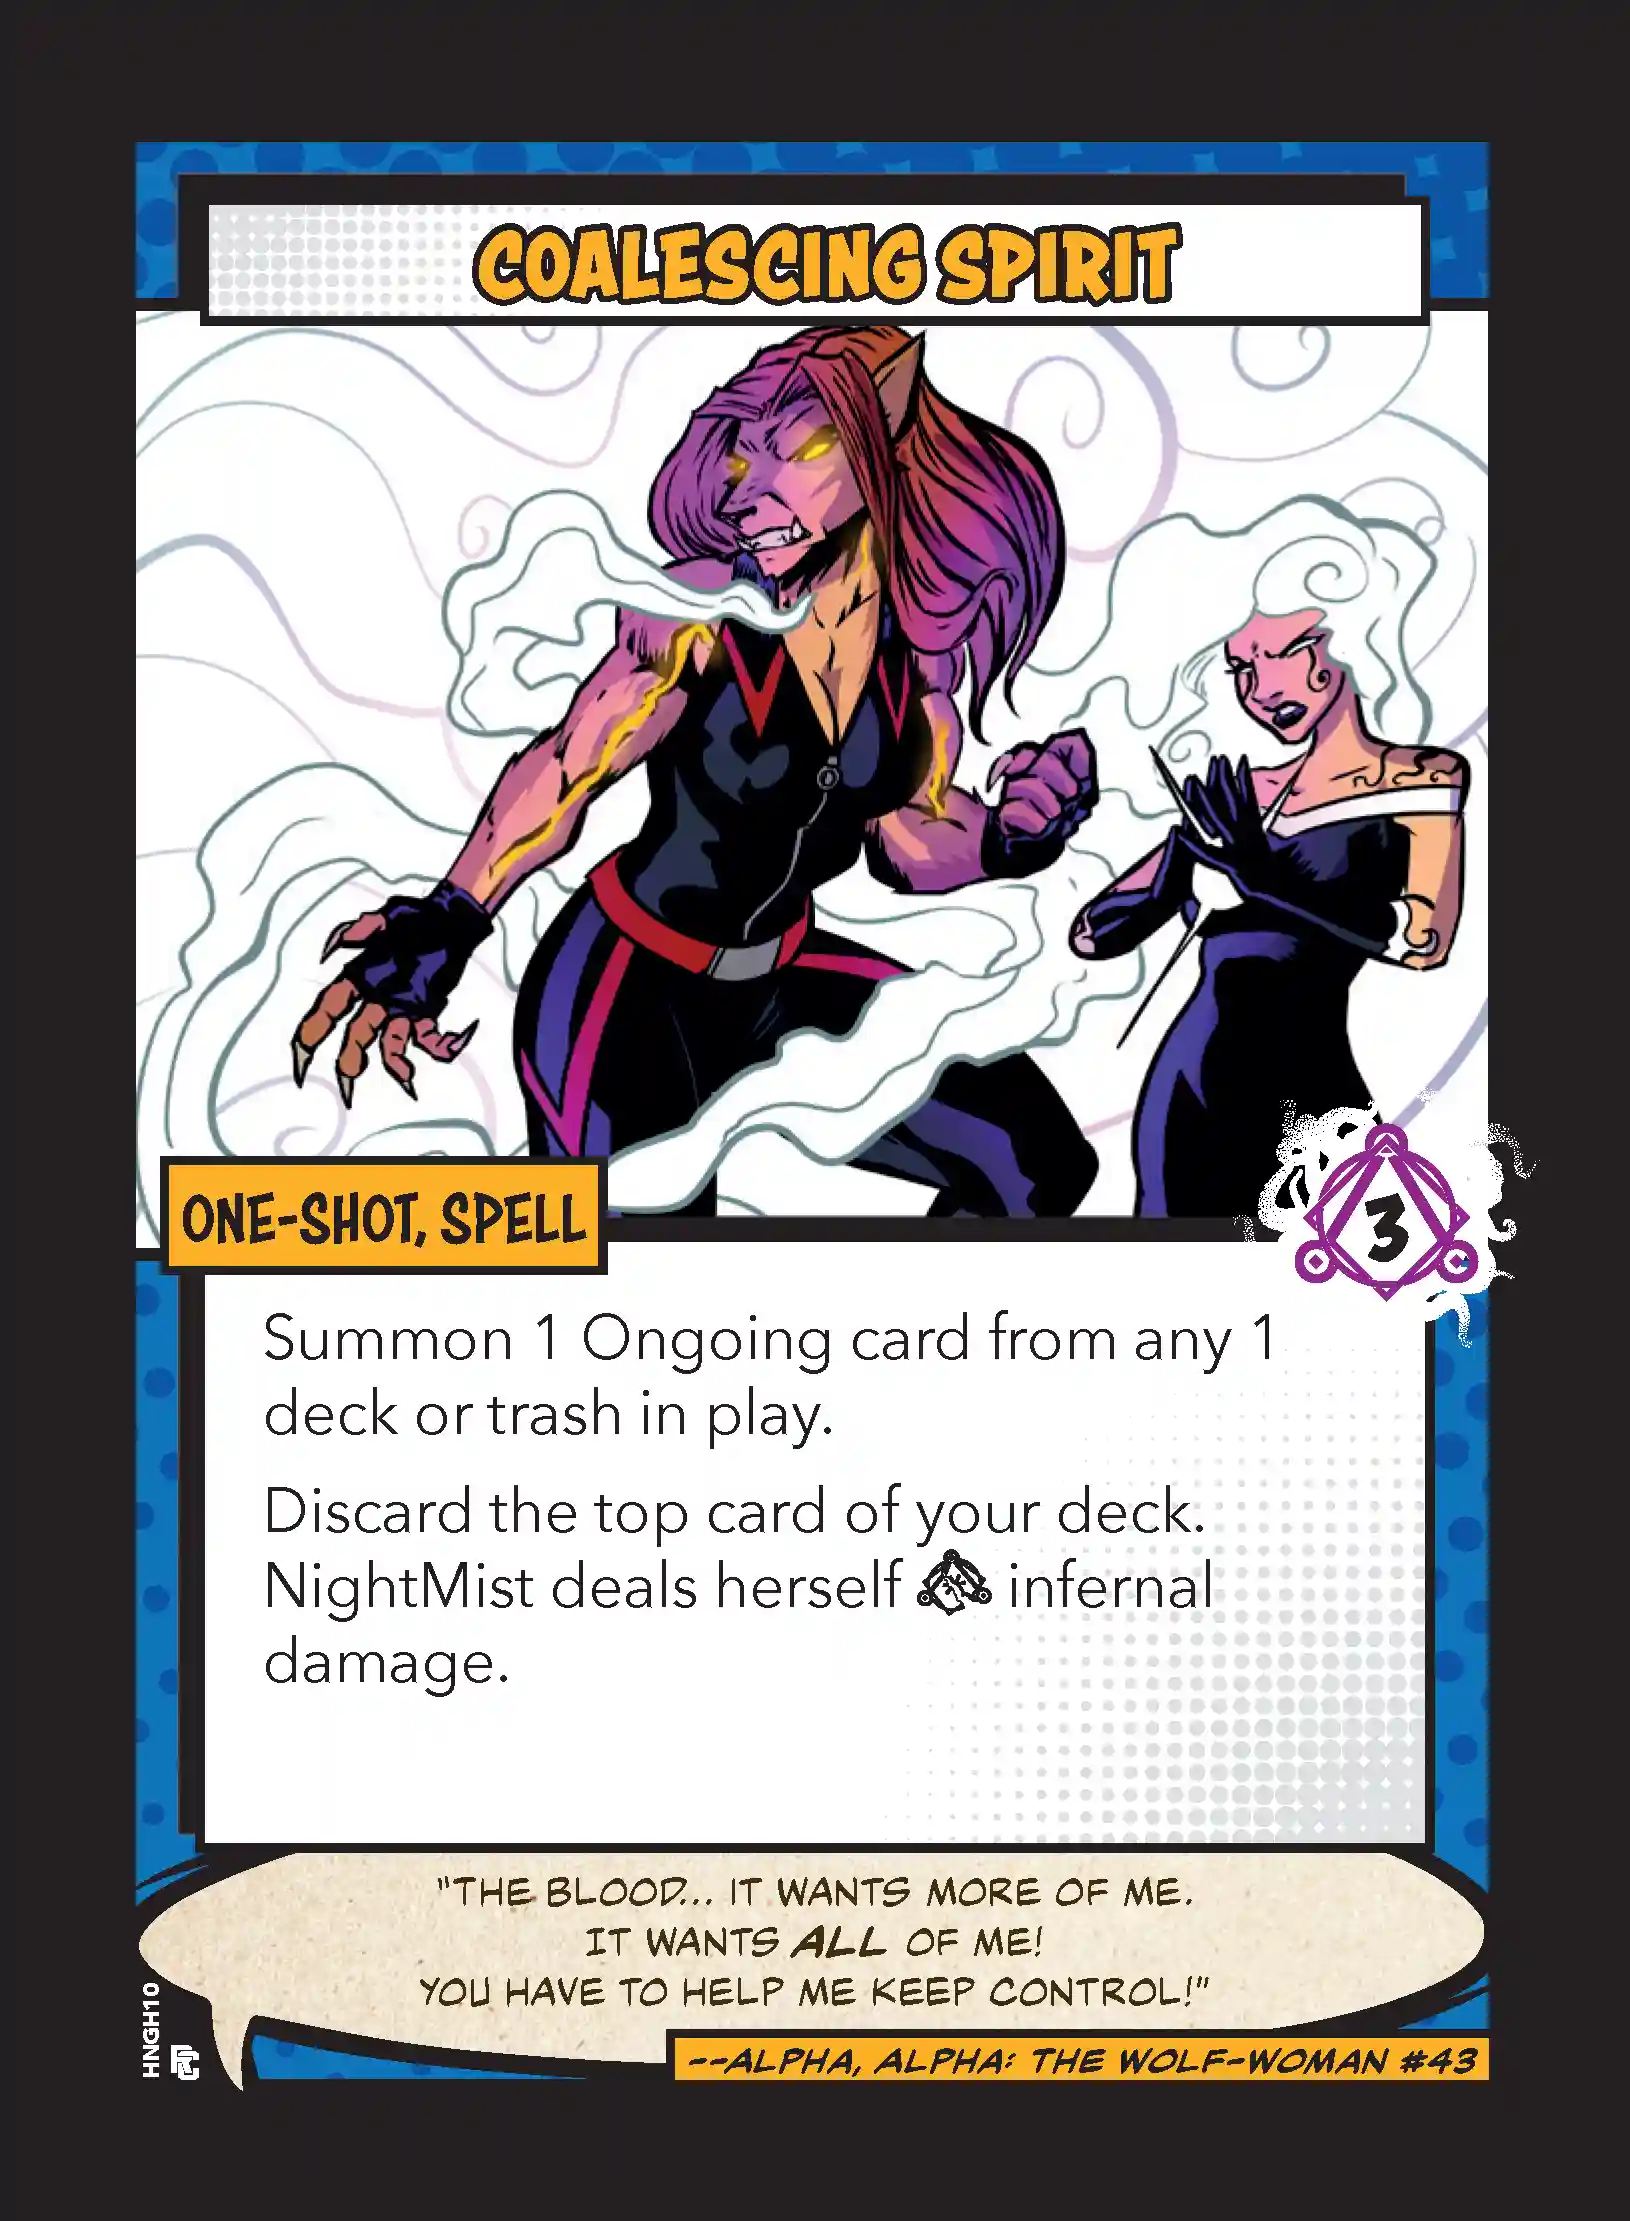 COALESCING SPIRIT
ONE-SHOT, SPELL
3
Summon 1 Ongoing card from any 1
deck or trash in play.
Discard the top card of your deck.
NightMist deals herself infernal
damage.
"THE BLOOD... IT WANTS MORE OF ME.
IT WANTS ALL OF ME!
YOU HAVE TO HELP ME KEEP CONTROL!"
--ALPHA, ALPHA: THE WOLF-WOMAN #43
HNGH10